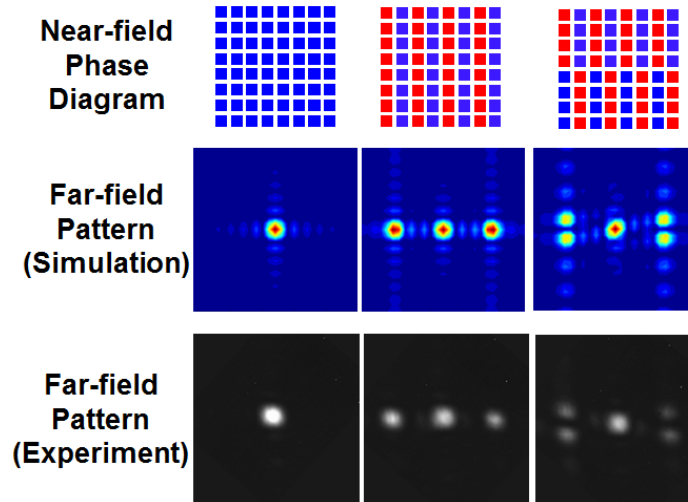 Near-field
Phase
Diagram
Far-field
Pattern
(Simulation)
Far-field
Pattern
(Experiment)